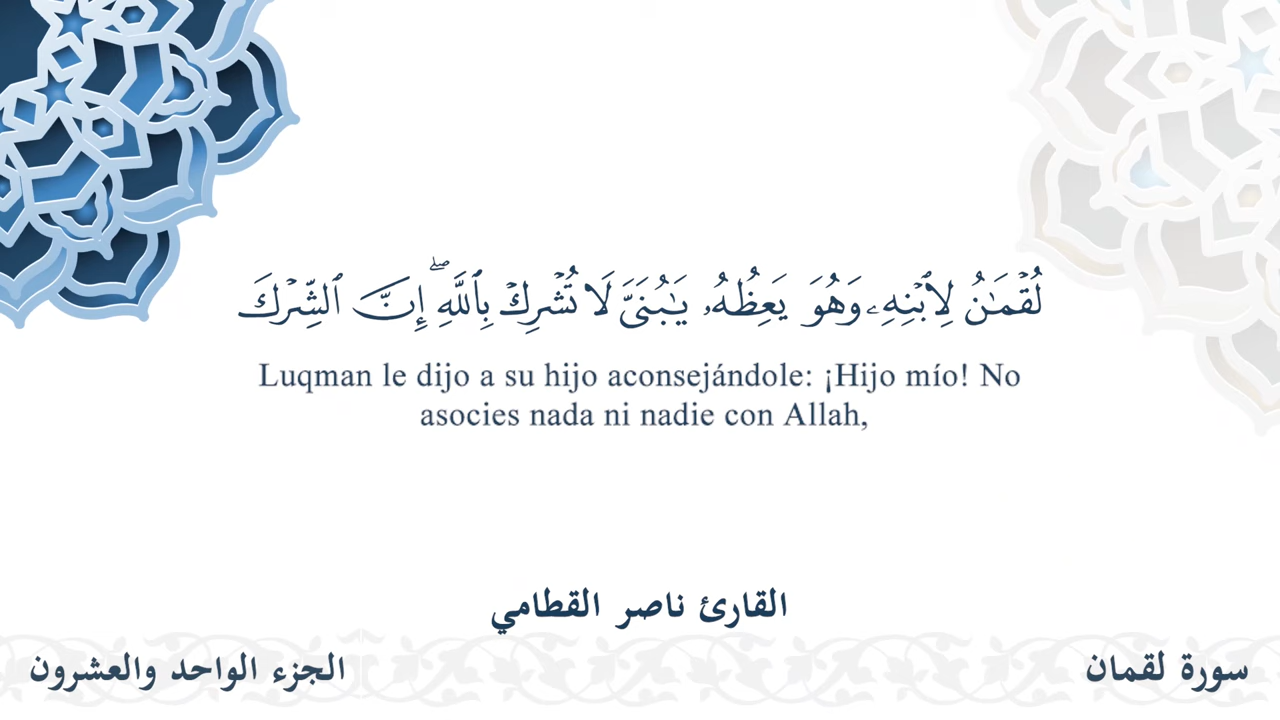 لُقۡمَٰنُ لِٱبۡنِهِۦ وَهُوَ يَعِظُهُۥ يَٰبُنَيَّ لَا تُشۡرِكۡ بِٱللَّهِۖ إِنَّ ٱلشِّرۡكَ
Luqman le dijo a su hijo aconsejándole: ¡Hijo mío! No
asocies nada ni nadie con Allah,
القارئ ناصر القطامي
سورة لقمان
الجزء الواحد والعشرون